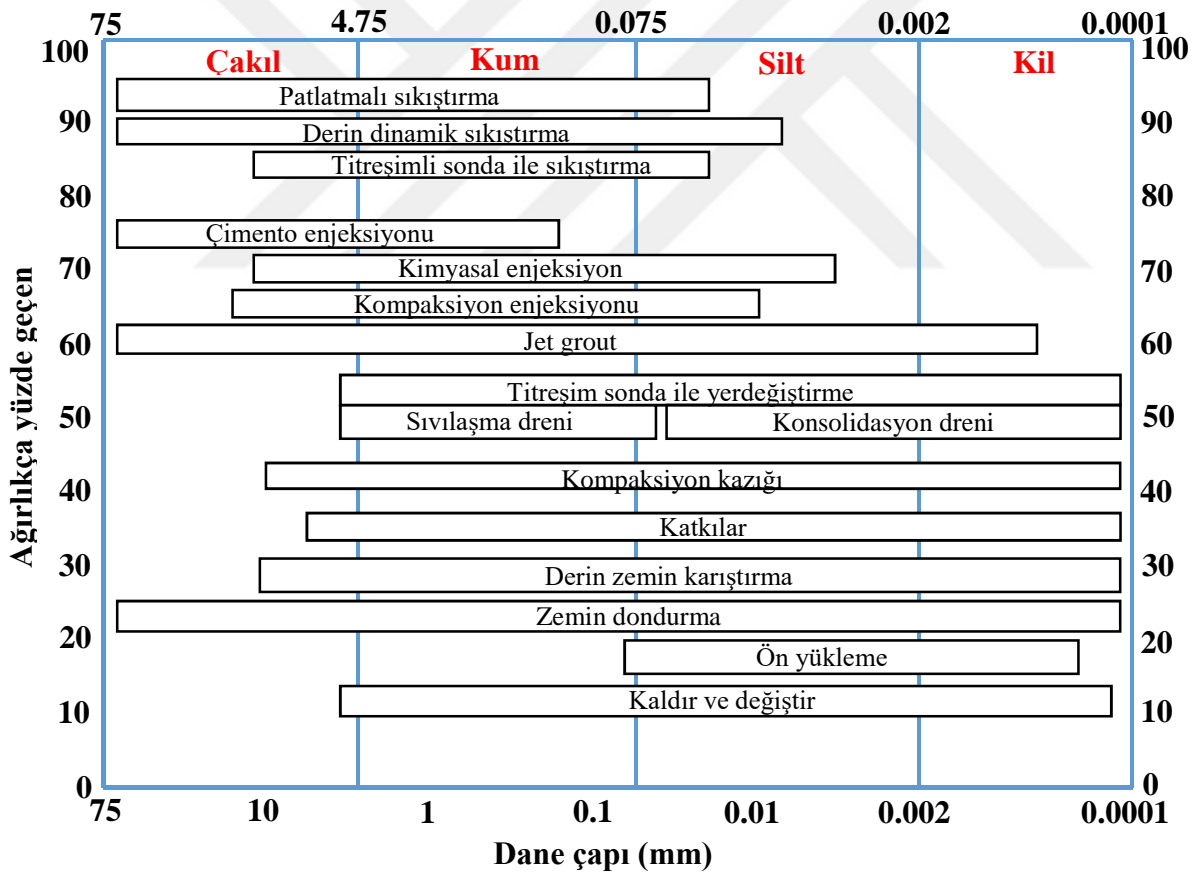 75 4.75 0.075 0.002 0.0001
100 100
Çakıl Kum Silt Kil
Patlatmalı sıkıştırma
90 90
Derin dinamik sıkıstırma
Titreşimli sonda ile sıkıştırma
80 80
Çimento enjeksiyonu
70 70
Kimyasal enjeksiyon
Kompaksiyon enjeksiyonu
60 60
Jet grout
Titreşim sonda ile yerdeğiştirme
50 50
Sıvılaşma dreni Konsolidasyon dreni
Kompaksiyon kazığı
40 40
Katkılar
30 30
Derin zemin karıştırma
Zemin dondurma
20 20
Ön yükleme
Kaldır ve değiştir
10 10
0 0
75 10 1 0.1 0.01 0.002 0.0001
Dane çapı (mm)
Ağırlıkça yüzde geçen